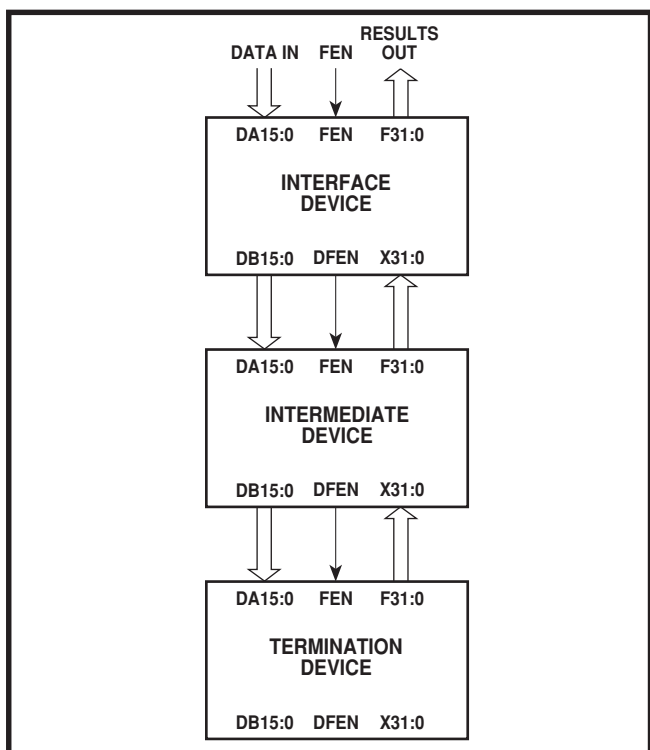 RESULTS
DATA IN FEN OUT
DA15:0 FEN F31:0
INTERFACE
DEVICE
DB15:0 DFEN X31:0
DA15:0 FEN F31:0
INTERMEDIATE
DEVICE
DB15:0 DFEN X31:0
DA15:0 FEN F31:0
TERMINATION
DEVICE
DB15:0 DFEN X31:0